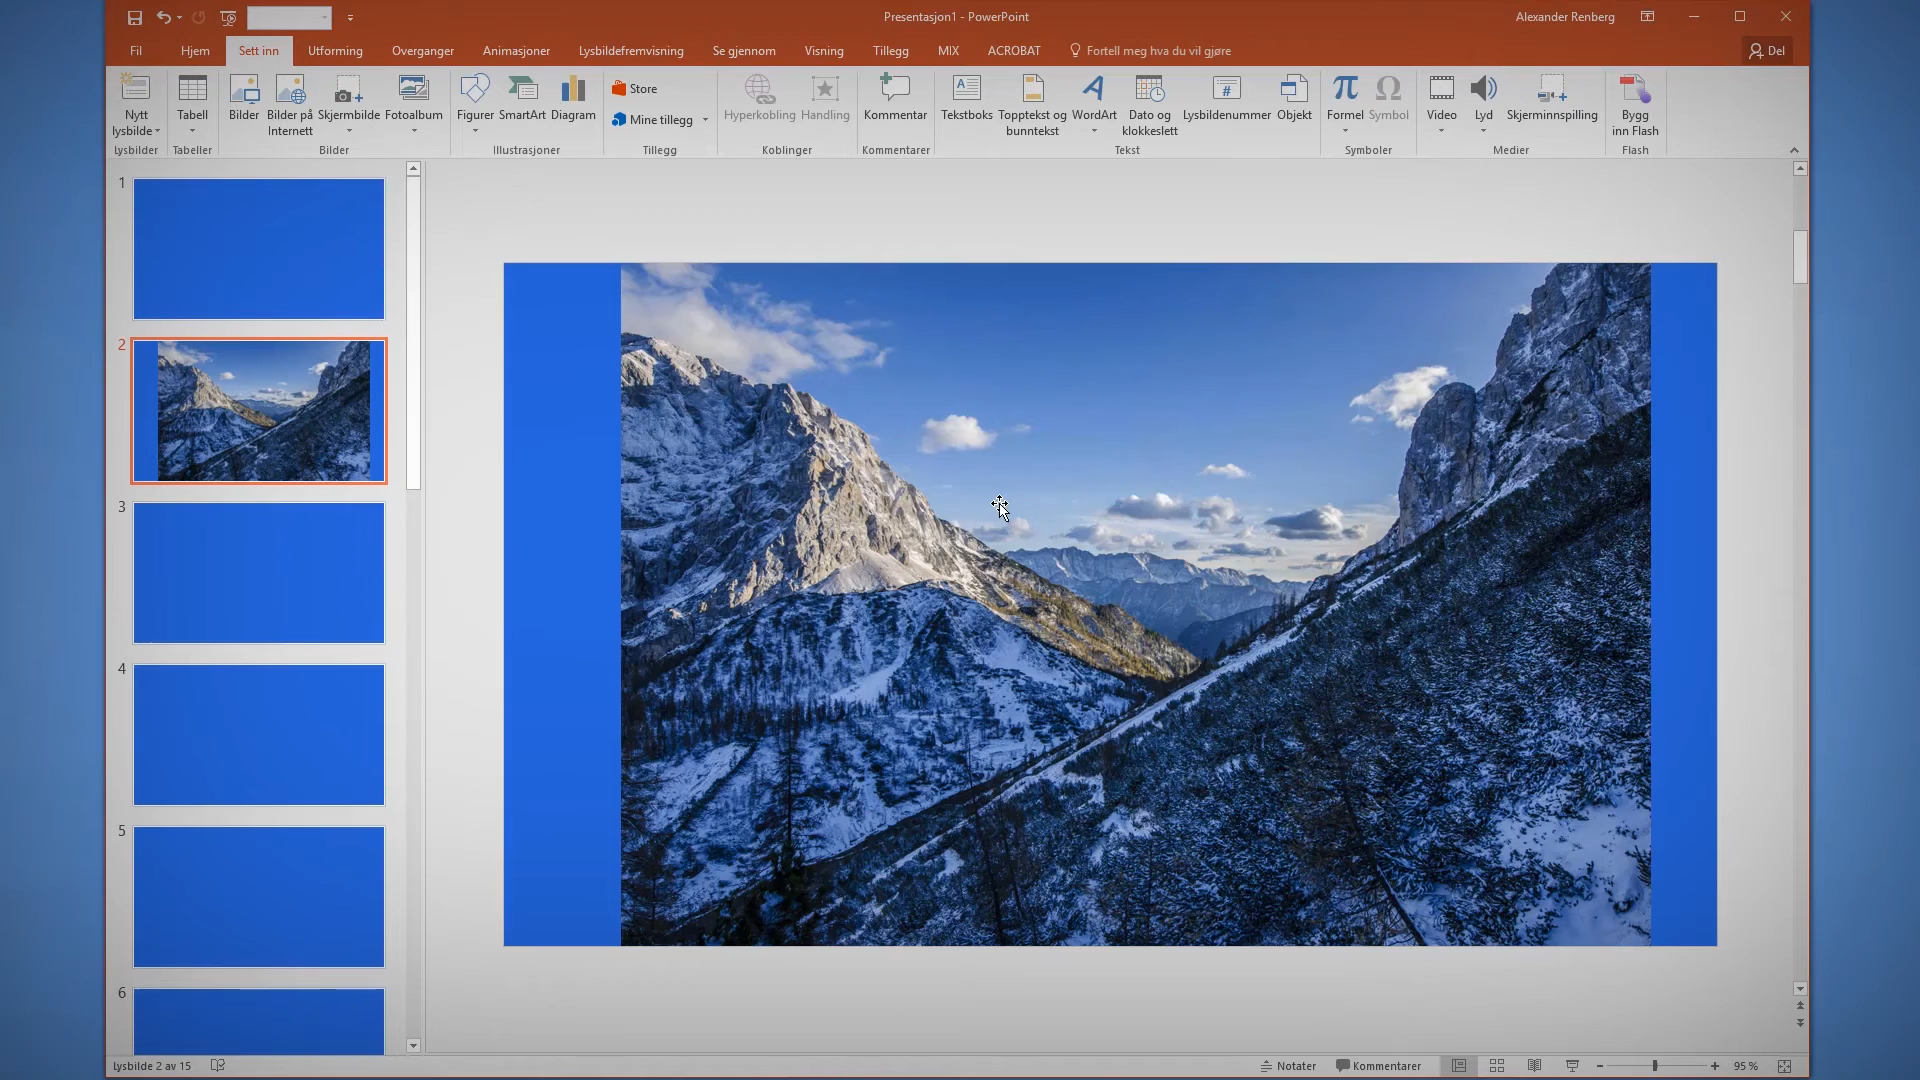 Presentasjon1 - PowerPoint
Alexander Renberg
Fil Hjem Sett inn Utforming Overganger Animasjoner Lysbildefremvisning Se gjennom Visning Tillegg MIX ACROBAT Fortell meg hva du vil gjøre Del
Nytt lysbilde
Tabell
Bilder
Bilder på Internett
Skjermbilde
Fotoalbum
Figurer
SmartArt
Diagram
Store
Mine tillegg
Hyperkobling
Handling
Kommentar
Tekstboks
Topptekst og bunntekst
WordArt
Dato og klokkeslett
Lysbildenummer
Objekt
Formel
Symbol
Video
Lyd
Skjerminnspilling
Bygg inn Flash
Lysbilder Tabeller Bilder Illustrasjoner Tillegg Koblinger Kommentarer Tekst Symboler Medier Flash
1
2
3
4
5
6
Lysbilde 2 av 15
Notater
Kommentarer
95 %